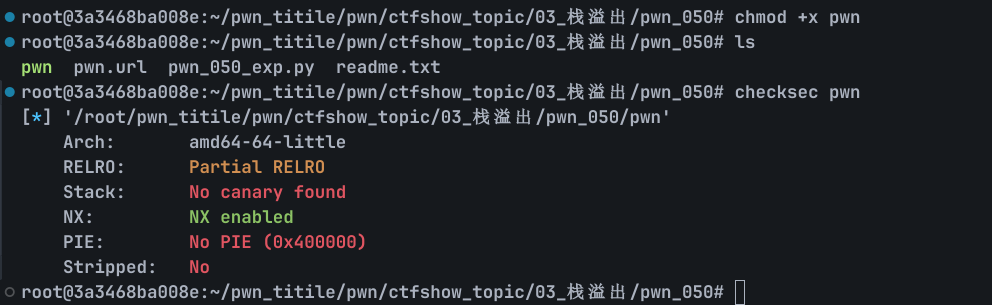 root@3a3468ba008e:~/pwn_titile/pwn/ctfshow_topic/03_栈溢出/pwn_050# chmod +x pwn
root@3a3468ba008e:~/pwn_titile/pwn/ctfshow_topic/03_栈溢出/pwn_050# ls
pwn  pwn.url  pwn_050_exp.py  readme.txt
root@3a3468ba008e:~/pwn_titile/pwn/ctfshow_topic/03_栈溢出/pwn_050# checksec pwn
[*] '/root/pwn_titile/pwn/ctfshow_topic/03_栈溢出/pwn_050/pwn'
    Arch:       amd64-64-little
    RELRO:      Partial RELRO
    Stack:      No canary found
    NX:         NX enabled
    PIE:        No PIE (0x400000)
    Stripped:   No
root@3a3468ba008e:~/pwn_titile/pwn/ctfshow_topic/03_栈溢出/pwn_050#